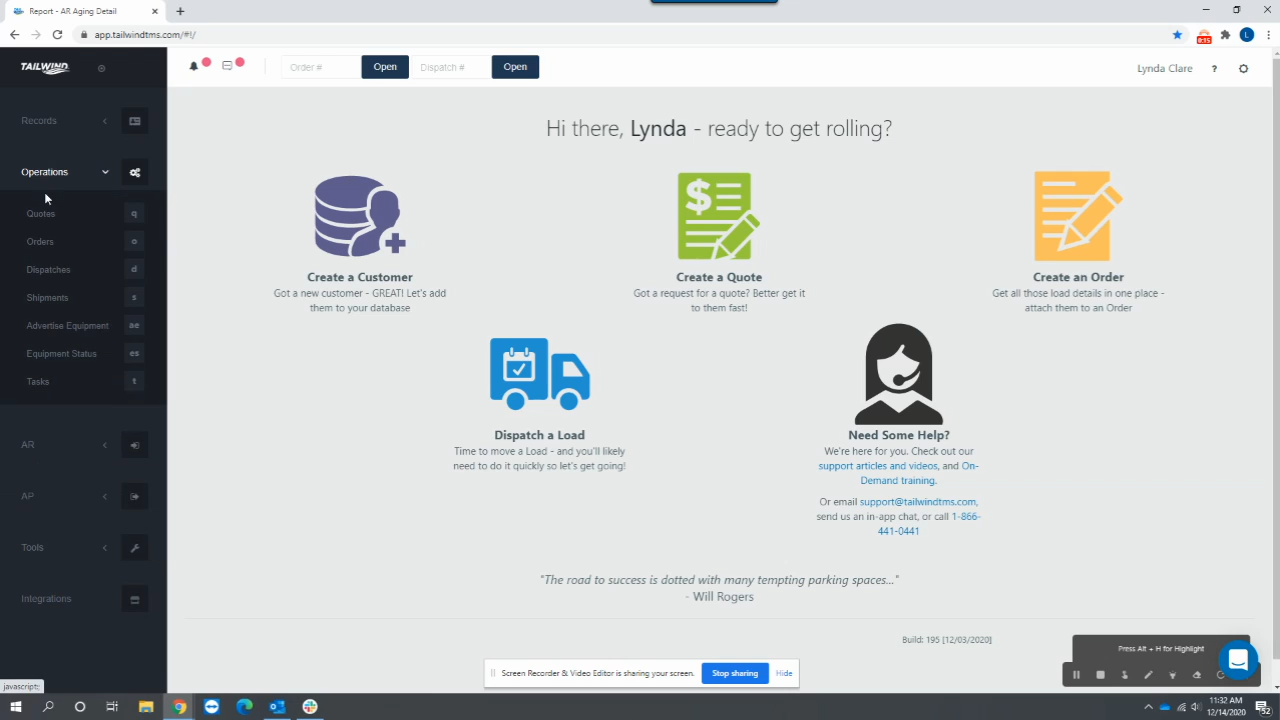 Report - AR Aging Detail
app.tailwindtms.com/#!/
0:15
L
TAILWIND
Order #
Open
Dispatch #
Open
Lynda Clare
?
Records
Operations
Quotes
q
Orders
o
Dispatches
d
Shipments
s
Advertise Equipment
ae
Equipment Status
es
Tasks
t
AR
AP
Tools
Integrations
Hi there, Lynda - ready to get rolling?
Create a Customer
Got a new customer - GREAT! Let's add
them to your database
Create a Quote
Got a request for a quote? Better get it
to them fast!
Create an Order
Get all those load details in one place -
attach them to an Order
Dispatch a Load
Time to move a Load - and you'll likely
need to do it quickly so let's get going!
Need Some Help?
We're here for you. Check out our
support articles and videos, and On-
Demand training.
Or email support@tailwindtms.com,
send us an in-app chat, or call 1-866-
441-0441
"The road to success is dotted with many tempting parking spaces..."
- Will Rogers
Build: 195 [12/03/2020]
Press Alt + H for Highlight
Screen Recorder & Video Editor is sharing your screen.
Stop sharing
Hide
javascript:;
11:32 AM
12/14/2020
52